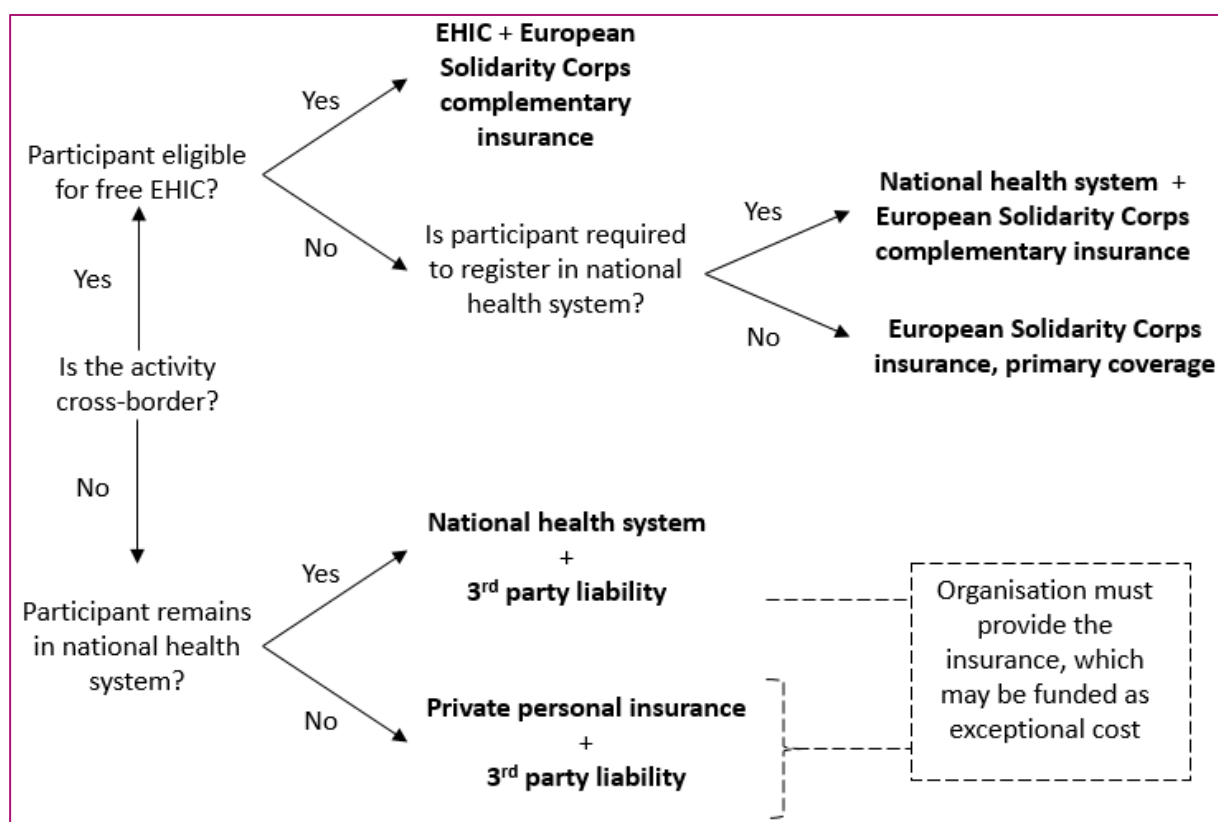 EHIC + European
Solidarity Corps
complementary
insurance
Yes
Participant eligible
for free EHIC?
No
Is participant required
to register in national
health system?
Yes
National health system +
European Solidarity Corps
complementary insurance
No
European Solidarity Corps
insurance, primary coverage
Yes
Is the activity
cross-border?
No
Participant remains
in national health
system?
Yes
National health system
+
3rd party liability
No
Private personal insurance
+
3rd party liability
Organisation must
provide the
insurance, which
may be funded as
exceptional cost